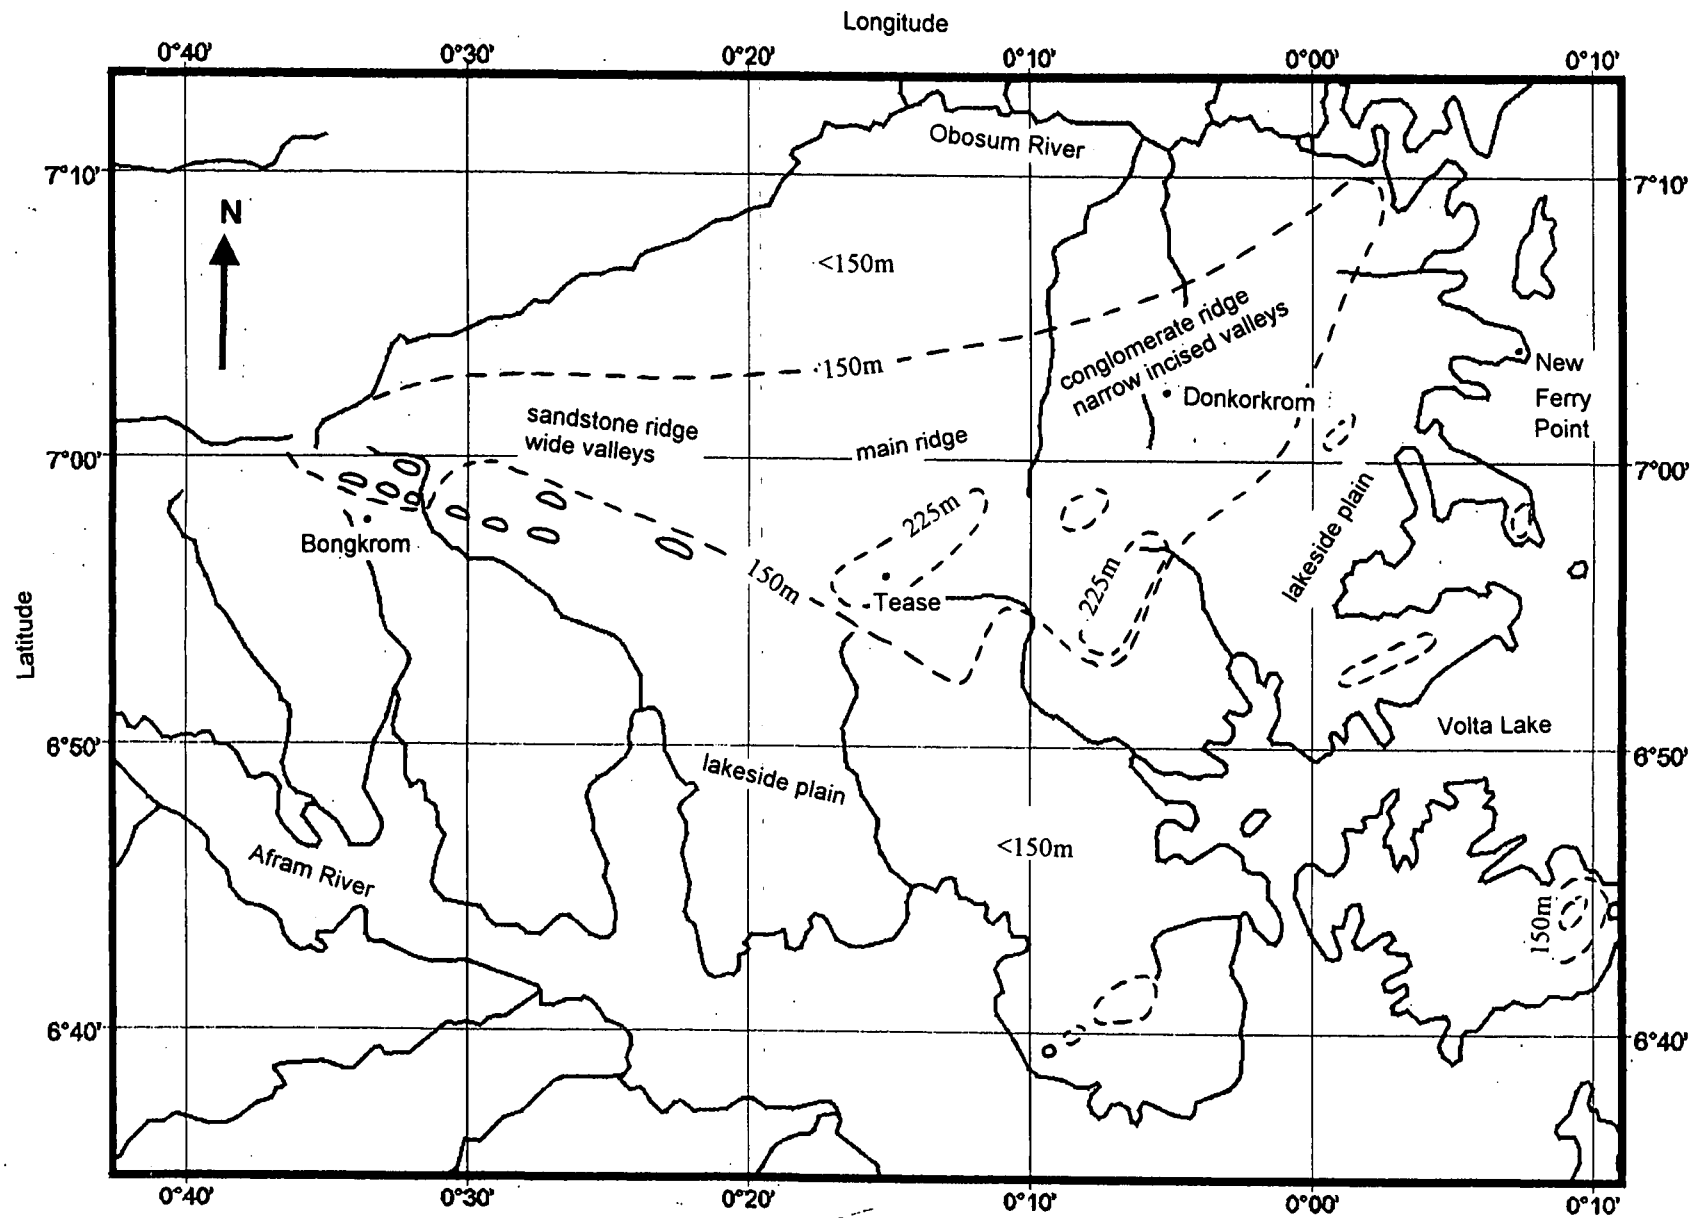 Longitude
0°40' 0°30' 0°20' 0°10' 0°00' 0°10'
Obosum River
7°10' 7°10'
N
<150m
conglomerate ridge
narrow incised valleys
150m
New
Ferry
Point
Donkorkrom
sandstone ridge
wide valleys
main ridge
7°00' 7°00'
225m
lakeside plain
Bongkrom
150m
225m
Tease
Latitude
Volta Lake
6°50' 6°50'
lakeside plain
<150m
Afram River
150m
6°40' 6°40'
0°40' 0°30' 0°20' 0°10' 0°00' 0°10'